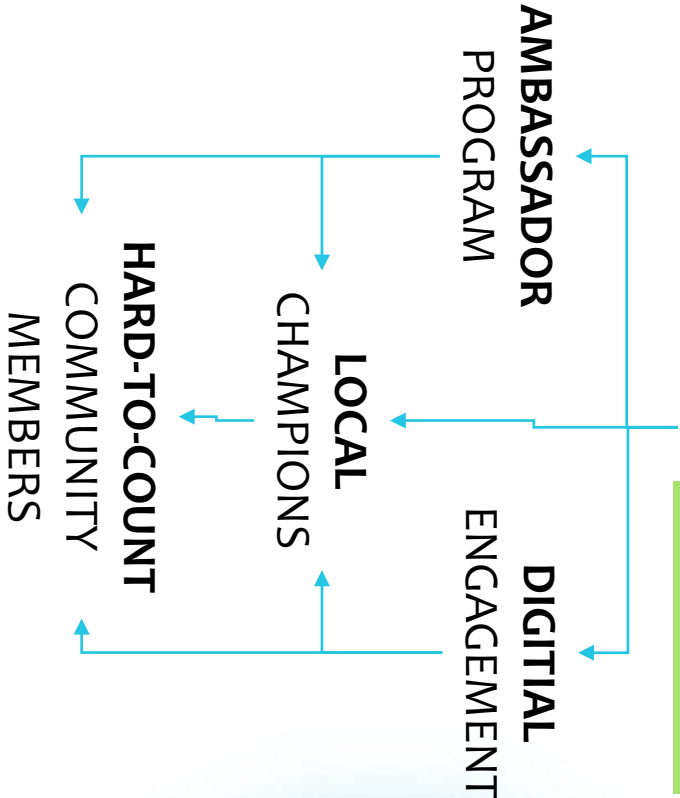 AMBASSADOR
PROGRAM
DIGITIAL
ENGAGEMENT
LOCAL
CHAMPIONS
HARD-TO-COUNT
COMMUNITY
MEMBERS